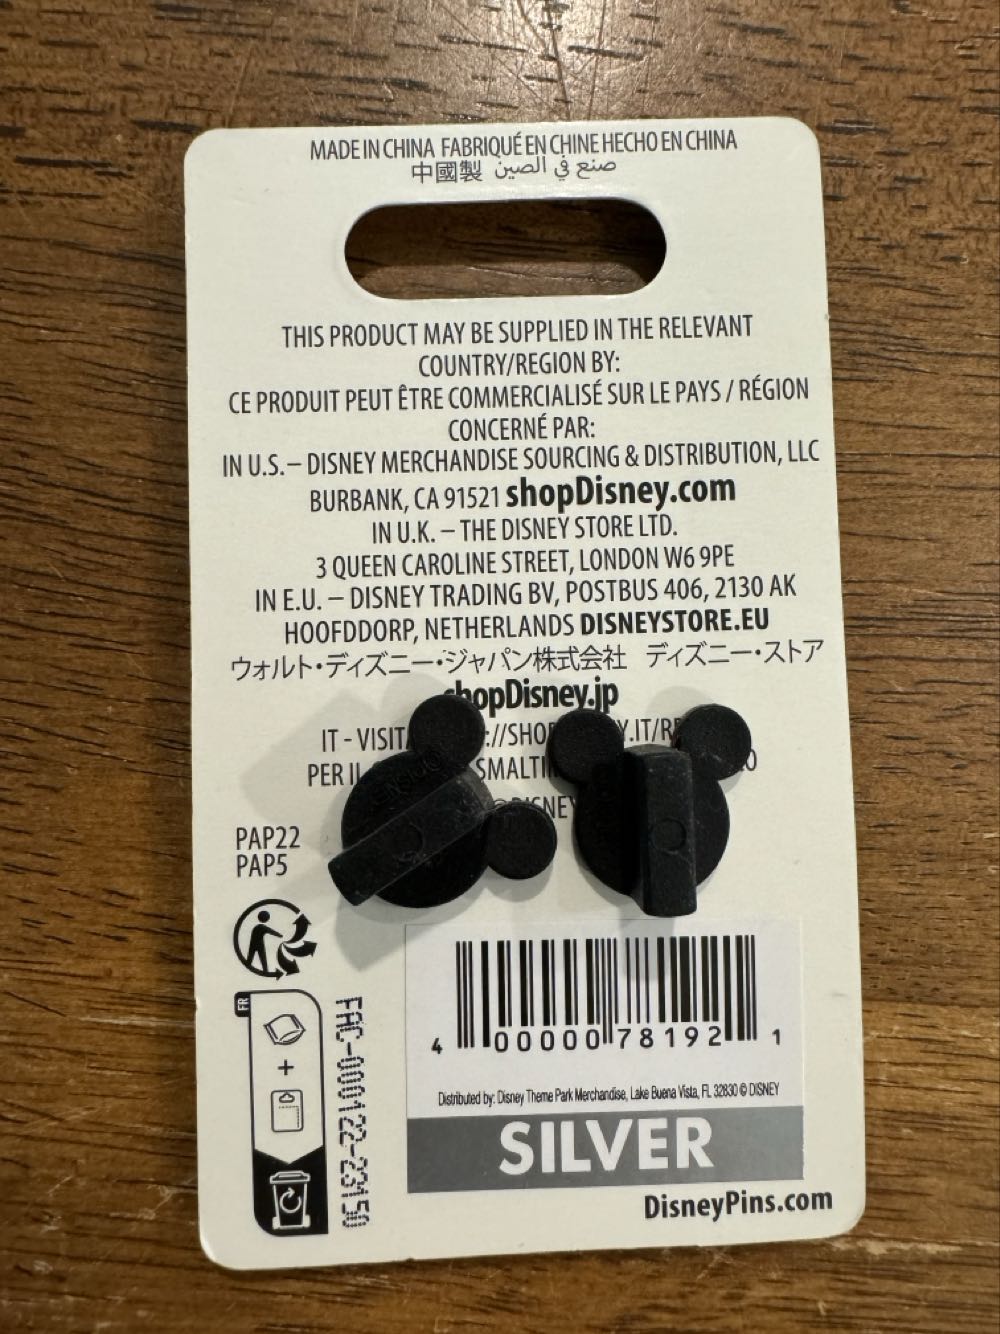 MADE IN CHINA FABRIQUÉ EN CHINE HECHO EN CHINA
中國製 صنع في الصين
THIS PRODUCT MAY BE SUPPLIED IN THE RELEVANT
COUNTRY/REGION BY:
CE PRODUIT PEUT ÊTRE COMMERCIALISÉ SUR LE PAYS / RÉGION
CONCERNÉ PAR:
IN U.S.– DISNEY MERCHANDISE SOURCING & DISTRIBUTION, LLC
BURBANK, CA 91521 shopDisney.com
IN U.K. – THE DISNEY STORE LTD.
3 QUEEN CAROLINE STREET, LONDON W6 9PE
IN E.U. – DISNEY TRADING BV, POSTBUS 406, 2130 AK
HOOFDDORP, NETHERLANDS DISNEYSTORE.EU
ウォルト・ディズニー・ジャパン株式会社 ディズニー・ストア
shopDisney.jp
IT - VISIT
PER IL
PAP22
PAP5
FR
+
FAC-000122-23150
4 00000 78192 1
Distributed by: Disney Theme Park Merchandise, Lake Buena Vista, FL 32830 © DISNEY
SILVER
DisneyPins.com